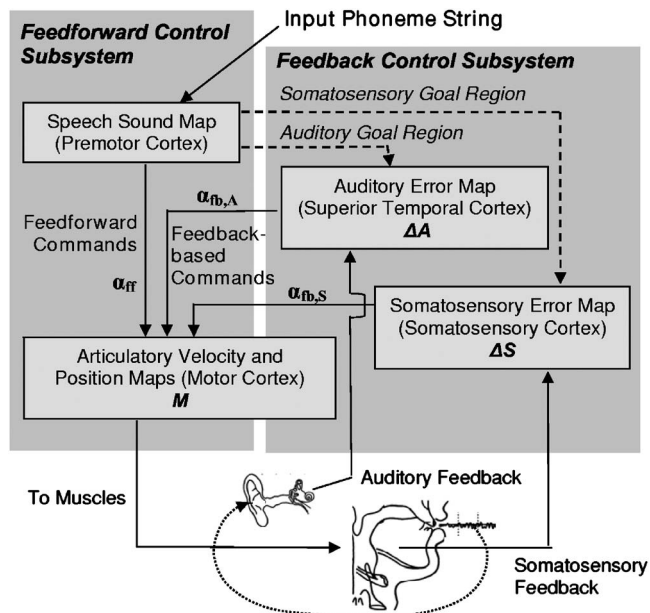 Input Phoneme String
Feedforward Control
Subsystem
Feedback Control Subsystem
Somatosensory Goal Region
Speech Sound Map
(Premotor Cortex)
Auditory Goal Region
Auditory Error Map
(Superior Temporal Cortex)
ΔA
αfb,A
Feedforward
Commands
Feedback-
based
Commands
αff
αfb,S
Somatosensory Error Map
(Somatosensory Cortex)
ΔS
Articulatory Velocity and
Position Maps (Motor Cortex)
M
Auditory Feedback
To Muscles
Somatosensory
Feedback